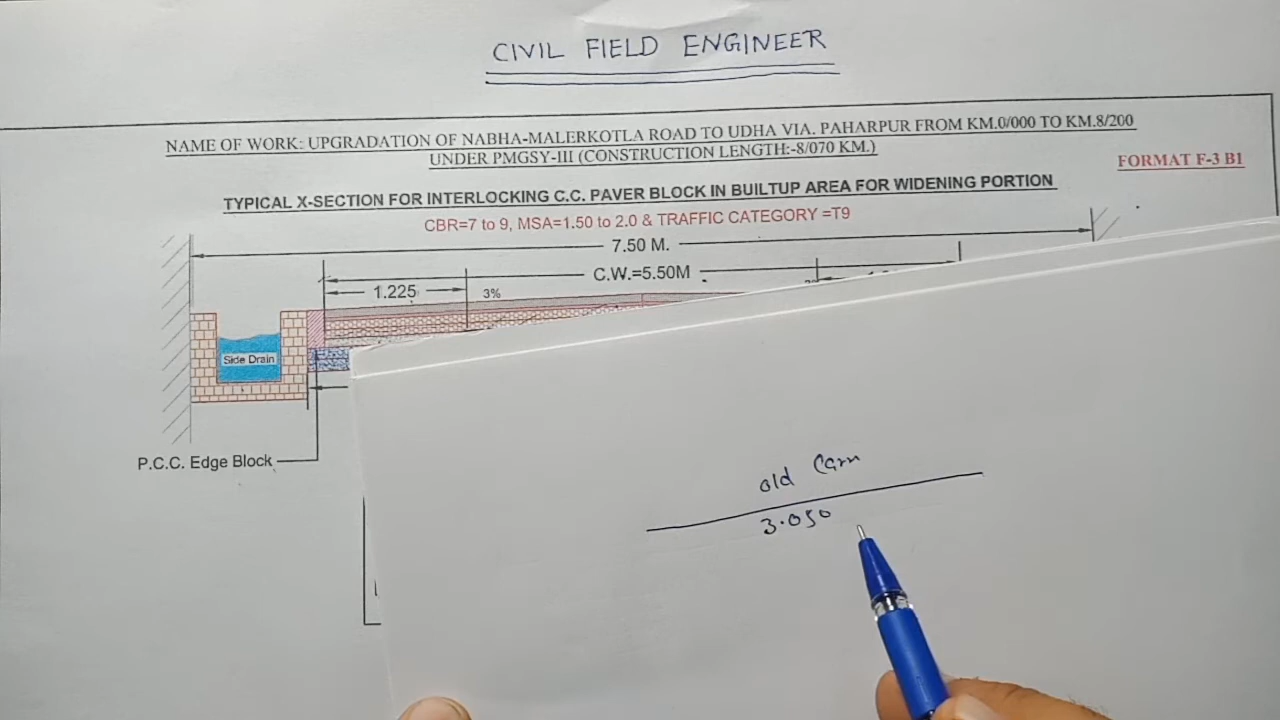 CIVIL FIELD ENGINEER
NAME OF WORK: UPGRADATION OF NABHA-MALERKOTLA ROAD TO UDHA VIA. PAHARPUR FROM KM.0/000 TO KM.8/200
UNDER PMGSY-III (CONSTRUCTION LENGTH:-8/070 KM.)
FORMAT F-3 B1
TYPICAL X-SECTION FOR INTERLOCKING C.C. PAVER BLOCK IN BUILTUP AREA FOR WIDENING PORTION
CBR=7 to 9, MSA=1.50 to 2.0 & TRAFFIC CATEGORY =T9
7.50 M.
C.W.=5.50M
1.225
3%
Side Drain
P.C.C. Edge Block
old
3.050